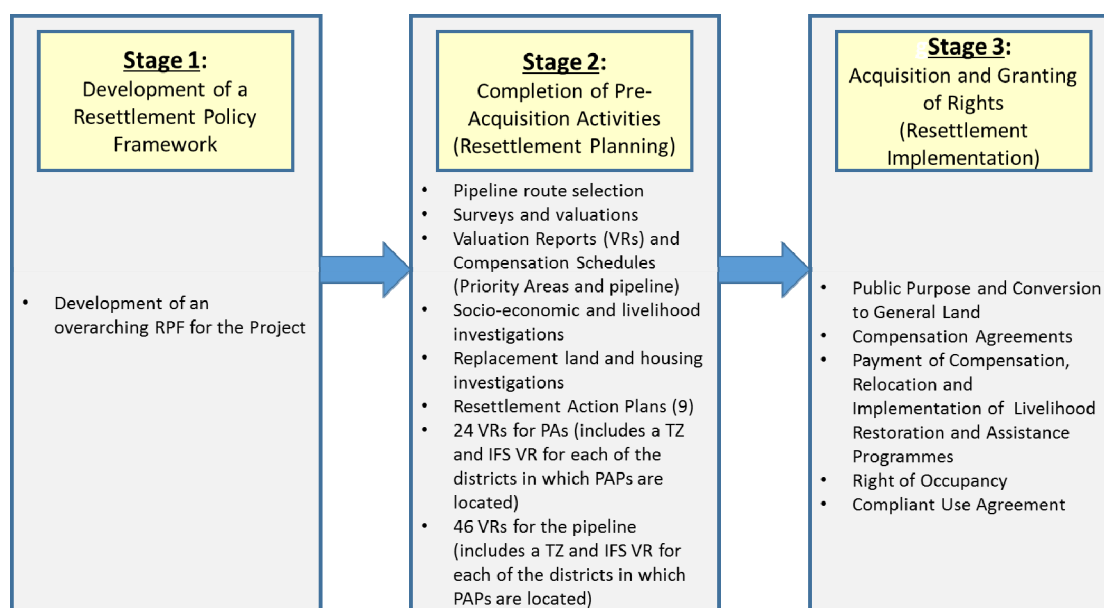 Stage 1:
Development of a
Resettlement Policy
Framework
• Development of an
overarching RPF for the Project
Stage 2:
Completion of Pre-
Acquisition Activities
(Resettlement Planning)
• Pipeline route selection
• Surveys and valuations
• Valuation Reports (VRs) and
Compensation Schedules
(Priority Areas and pipeline)
• Socio-economic and livelihood
investigations
• Replacement land and housing
investigations
• Resettlement Action Plans (9)
• 24 VRs for PAs (includes a TZ
and IFS VR for each of the
districts in which PAPs are
located)
• 46 VRs for the pipeline
(includes a TZ and IFS VR for
each of the districts in which
PAPs are located)
Stage 3:
Acquisition and Granting
of Rights
(Resettlement
Implementation)
• Public Purpose and Conversion
to General Land
• Compensation Agreements
• Payment of Compensation,
Relocation and
Implementation of Livelihood
Restoration and Assistance
Programmes
• Right of Occupancy
• Compliant Use Agreement